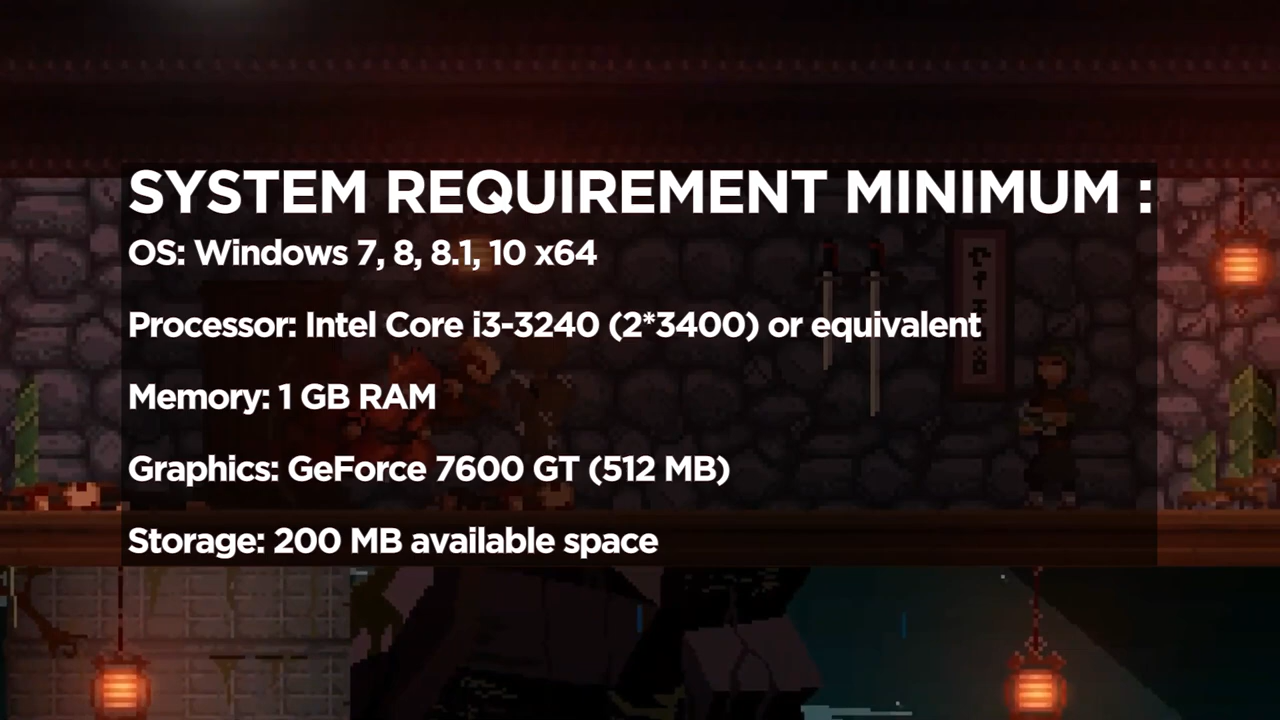 SYSTEM REQUIREMENT MINIMUM :
OS: Windows 7, 8, 8.1, 10 x64
Processor: Intel Core i3-3240 (2*3400) or equivalent
Memory: 1 GB RAM
Graphics: GeForce 7600 GT (512 MB)
Storage: 200 MB available space